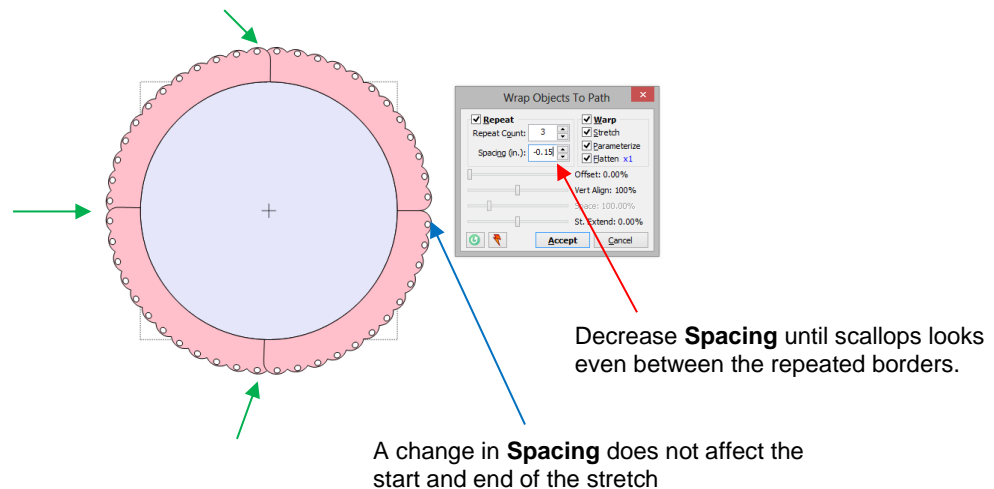 Wrap Objects To Path
Repeat
Warp
Repeat Count: 3
Stretch
Spacing (in.): -0.15
Parameterize
Flatten x1
Offset: 0.00%
Vert Align: 100%
Space: 100.00%
St. Extend: 0.00%
Accept Cancel
Decrease Spacing until scallops looks
even between the repeated borders.
A change in Spacing does not affect the
start and end of the stretch